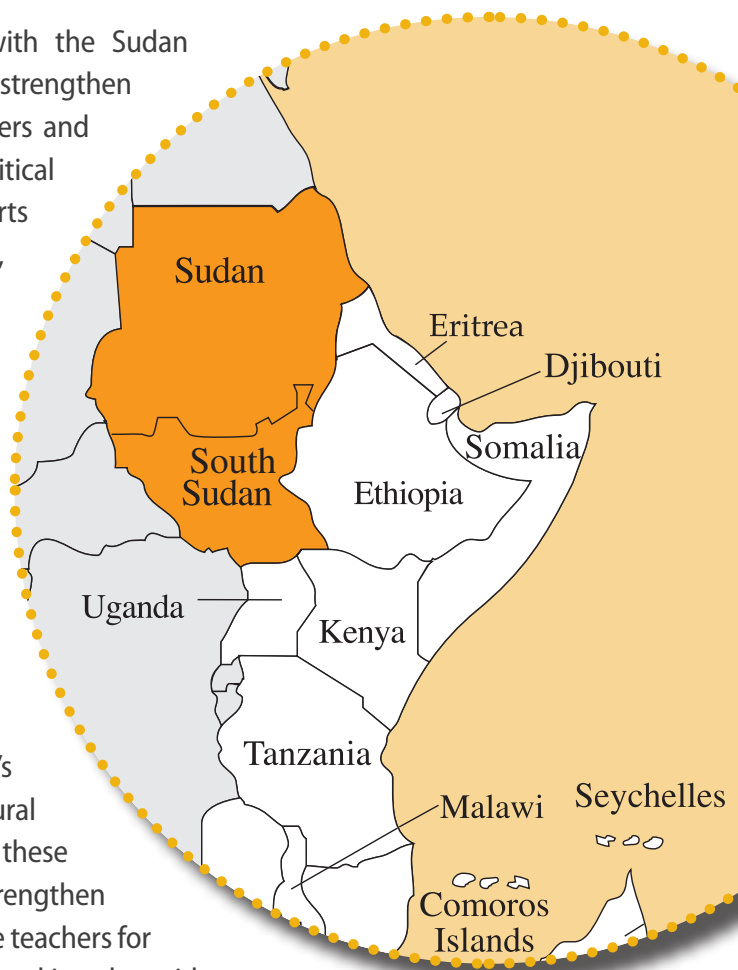 with the Sudan
strengthen
ers and
itical
rts
Sudan
Eritrea
Djibouti
Somalia
South
Sudan
Ethiopia
Uganda
Kenya
Tanzania
's
ural
these
rengthen
e teachers for
Malawi
Seychelles
Comoros
Islands